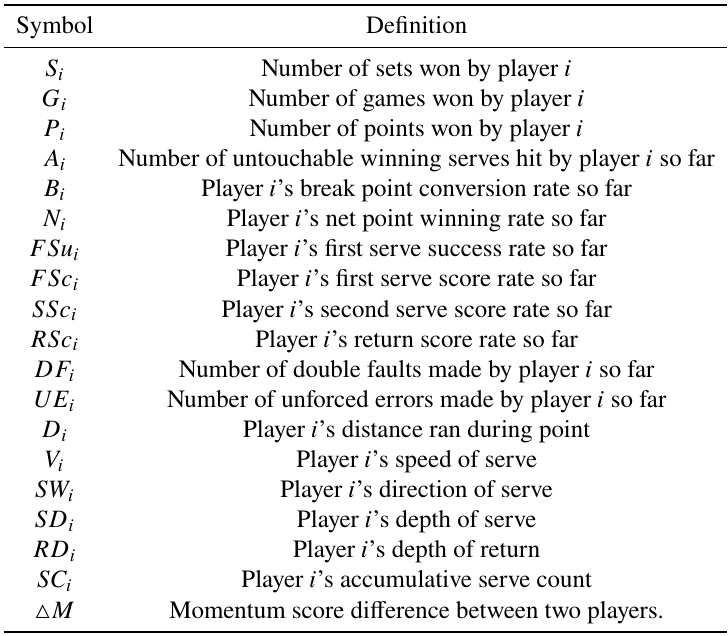 Symbol Definition
S_i Number of sets won by player i
G_i Number of games won by player i
P_i Number of points won by player i
A_i Number of untouchable winning serves hit by player i so far
B_i Player i's break point conversion rate so far
N_i Player i's net point winning rate so far
FSu_i Player i's first serve success rate so far
FSc_i Player i's first serve score rate so far
SSc_i Player i's second serve score rate so far
RSc_i Player i's return score rate so far
DF_i Number of double faults made by player i so far
UE_i Number of unforced errors made by player i so far
D_i Player i's distance ran during point
V_i Player i's speed of serve
SW_i Player i's direction of serve
SD_i Player i's depth of serve
RD_i Player i's depth of return
SC_i Player i's accumulative serve count
△M Momentum score difference between two players.